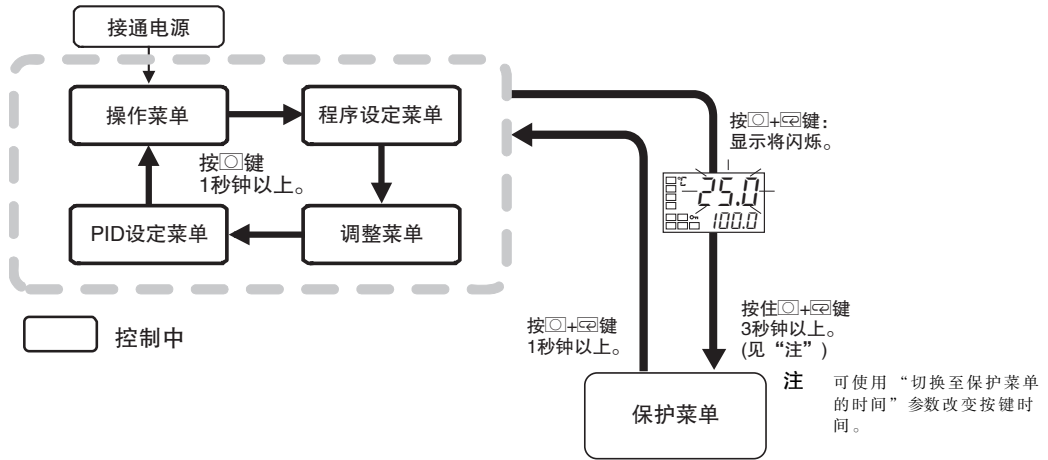 接通电源
操作菜单
程序设定菜单
按○键
1秒钟以上。
PID设定菜单
调整菜单
控制中
按○+键:
显示将闪烁。
℃
25.0
100.0
按○+键
1秒钟以上。
按住○+键
3秒钟以上。
(见“注”)
保护菜单
注
可使用“切换至保护菜单
的时间”参数改变按键时
间。